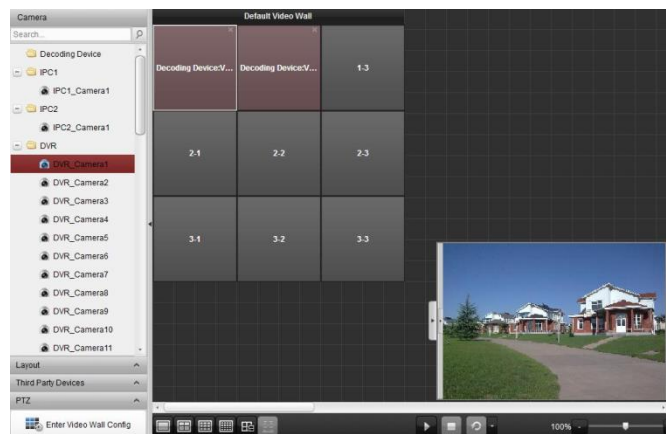 Camera
Search...
Decoding Device
IPC1
IPC1_Camera1
IPC2
IPC2_Camera1
DVR
DVR_Camera1
DVR_Camera2
DVR_Camera3
DVR_Camera4
DVR_Camera5
DVR_Camera6
DVR_Camera7
DVR_Camera8
DVR_Camera9
DVR_Camera10
DVR_Camera11
Layout
Third Party Devices
PTZ
Enter Video Wall Config
Default Video Wall
Decoding Device:V... Decoding Device:V... 1-3
2-1 2-2 2-3
3-1 3-2 3-3
100%